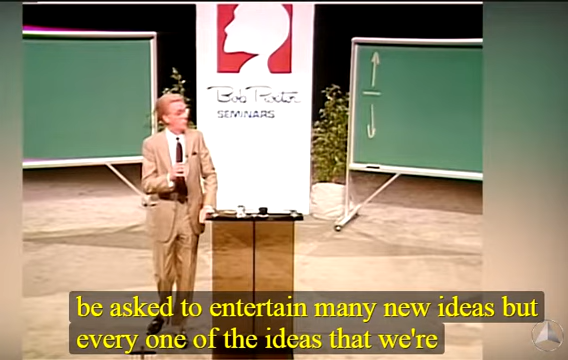 Bob Proctor
SEMINARS
be asked to entertain many new ideas but
every one of the ideas that we're